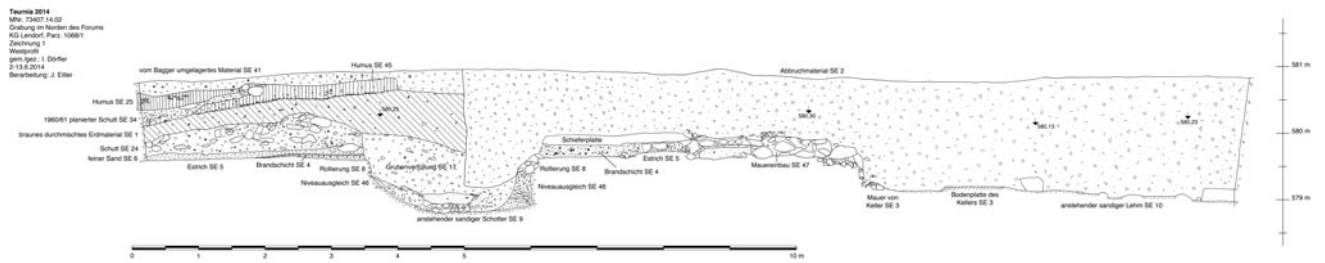 Teurnia 2014
MNr. 73407.14.02
Grabung im Norden des Forums
KG Lendorf, Parz. 1068/1
Zeichnung 1
Westprofil
gem./gez.: I. Dörfler
2-13.6.2014
Berarbeitung: J. Eitler
vom Bagger umgelagertes Material SE 41
Humus SE 45
Abbruchmaterial SE 2
581 m
Humus SE 25
1960/61 planierter Schutt SE 34
580,25
580,30
580,13
580,23
braunes durchmischtes Erdmaterial SE 1
580 m
Schutt SE 24
Schieferplatte
feiner Sand SE 6
Estrich SE 5
Brandschicht SE 4
Rollierung SE 8
Grubenverfüllung SE 17
Rollierung SE 8
Estrich SE 5
Brandschicht SE 4
Mauereinbau SE 47
Niveauausgleich SE 46
Niveauausgleich SE 46
Mauer von
Keller SE 3
Bodenplatte des
Kellers SE 3
anstehender sandiger Lehm SE 10
579 m
anstehender sandiger Schotter SE 9
0 1 2 3 4 5 10 m